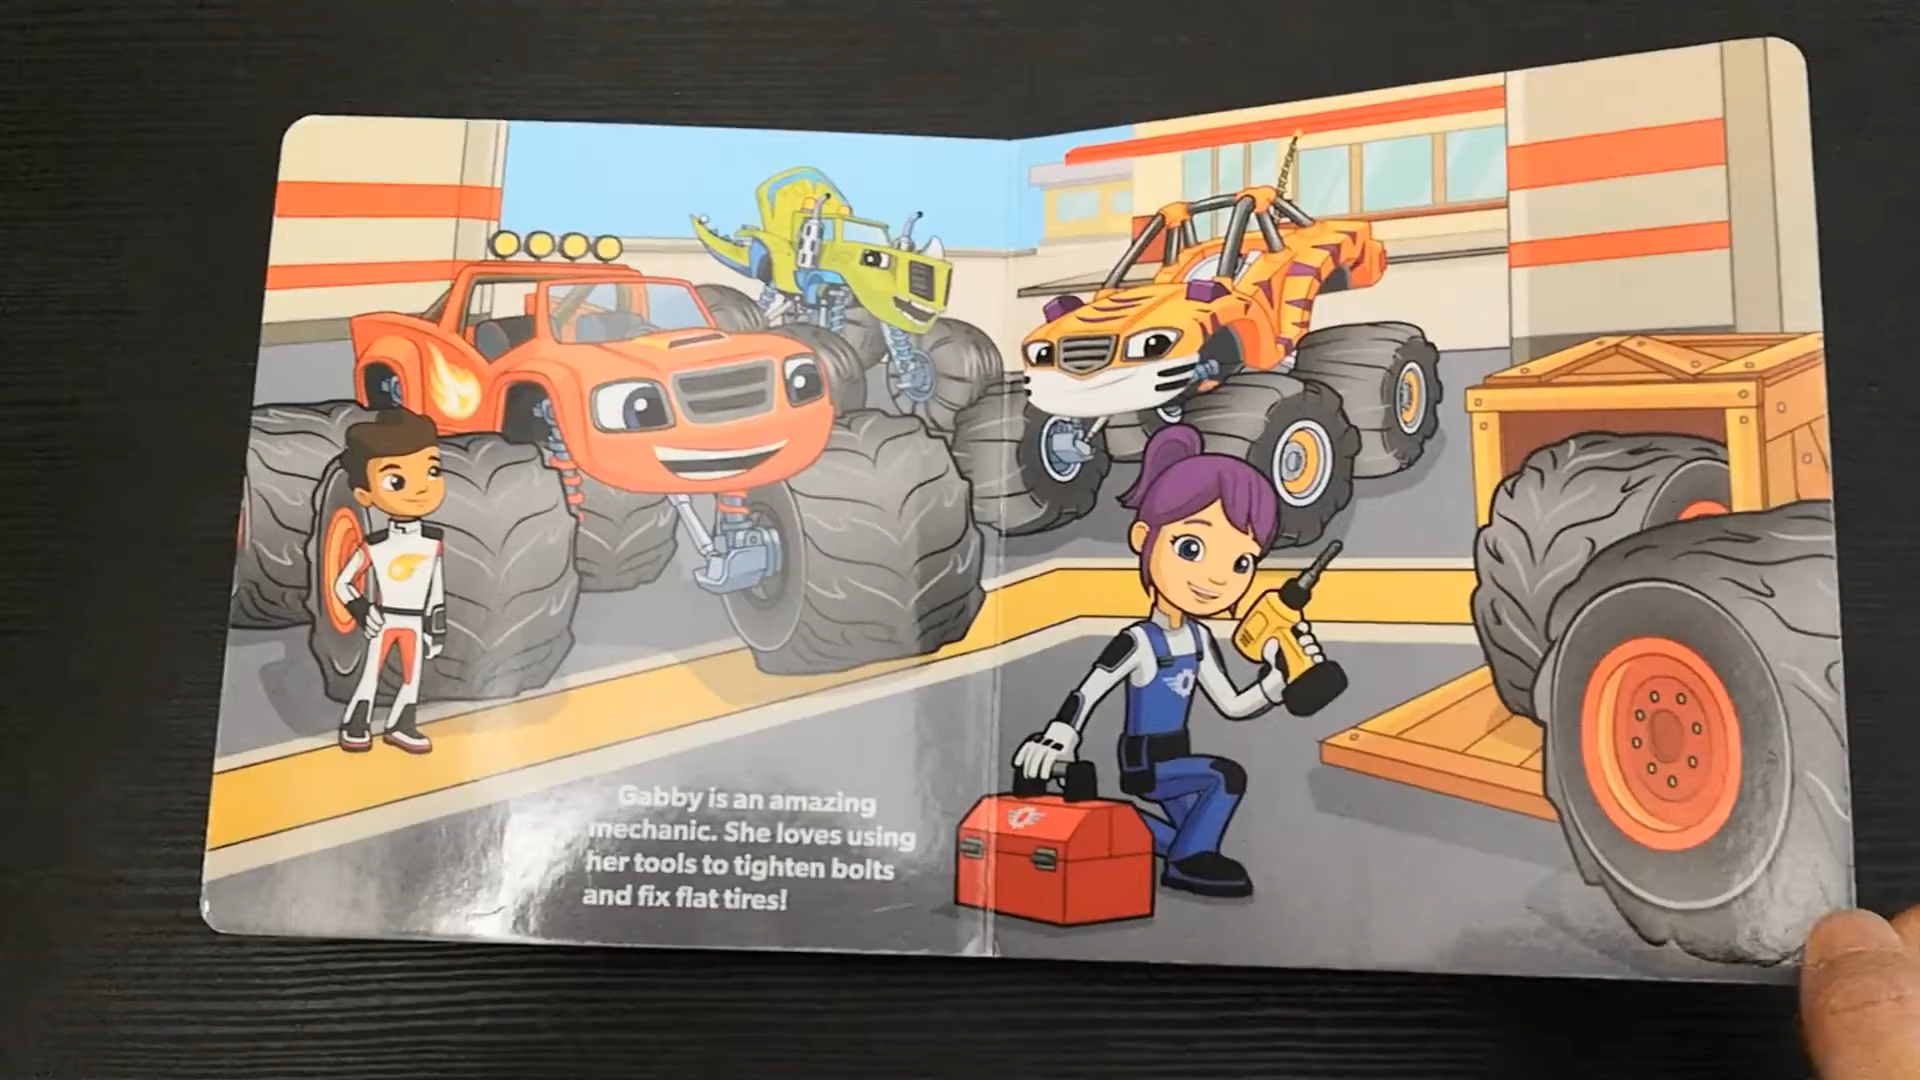 Gabby is an amazing
mechanic. She loves using
her tools to tighten bolts
and fix flat tires!